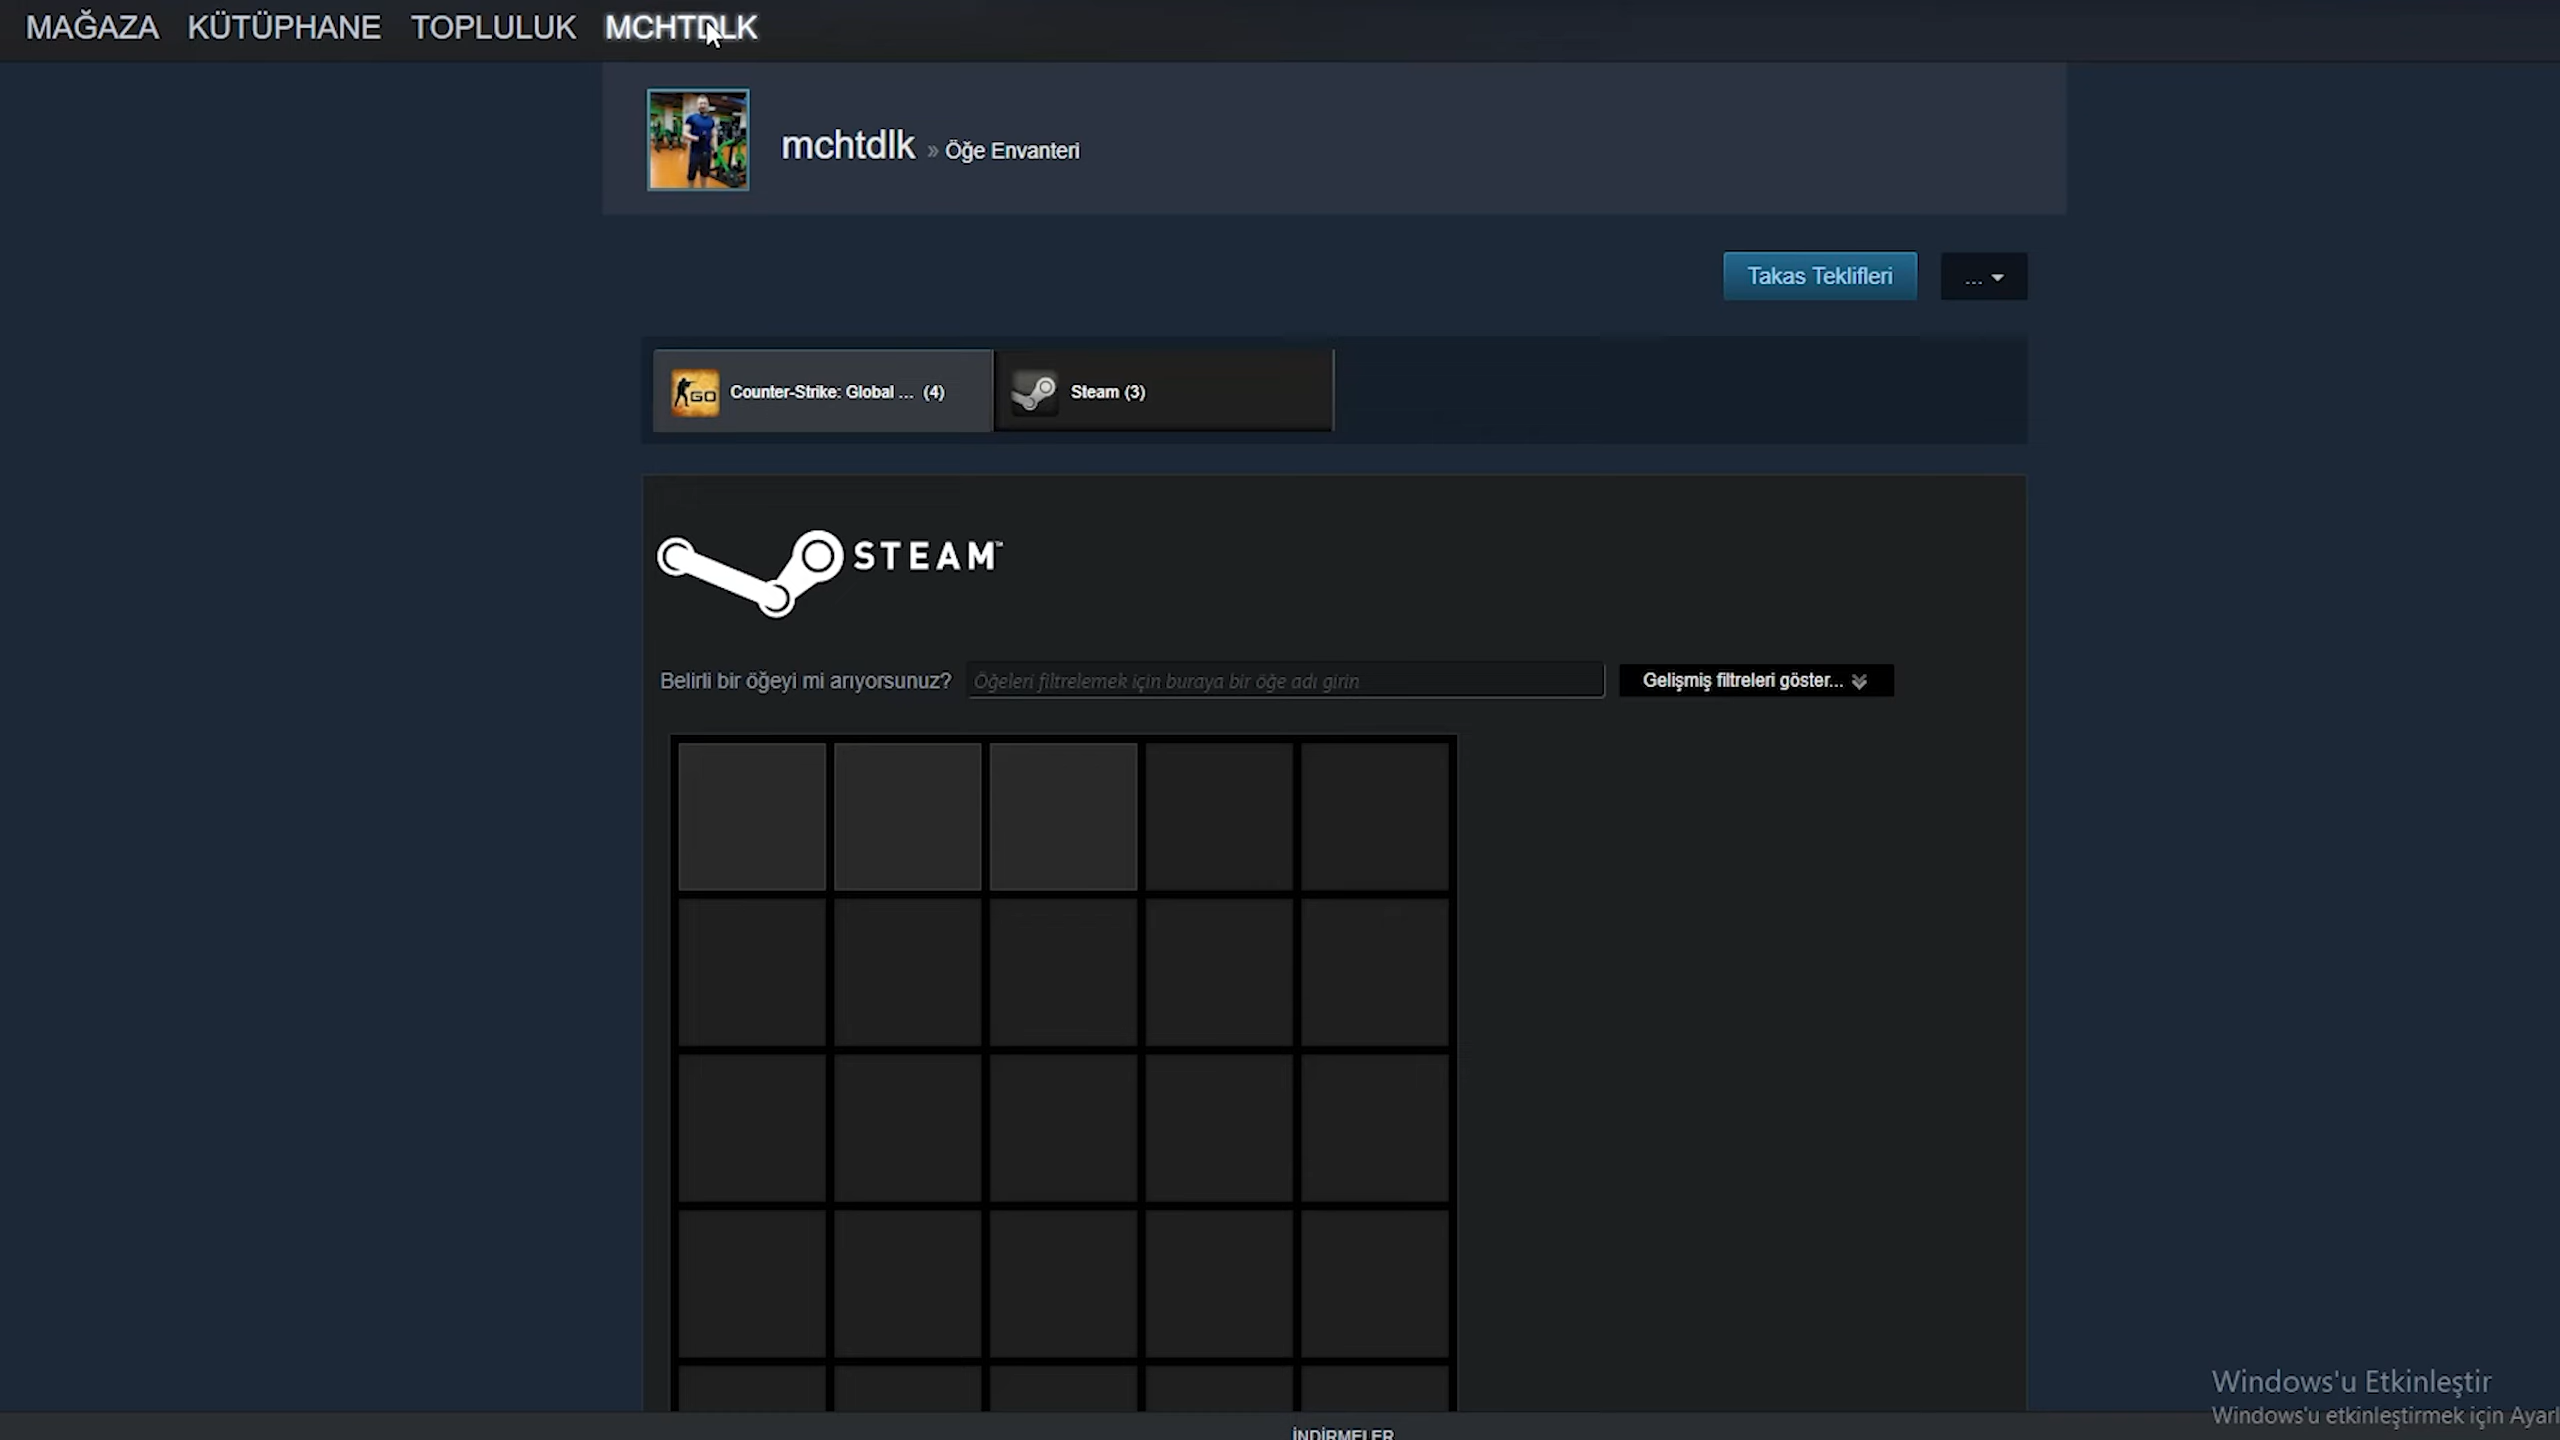 MAĞAZA KÜTÜPHANE TOPLULUK MCHTDLK
mchtdlk » Öğe Envanteri
Takas Teklifleri ...
GO Counter-Strike: Global ... (4) Steam (3)
STEAM™
Belirli bir öğeyi mi arıyorsunuz? Öğeleri filtrelemek için buraya bir öğe adı girin Gelişmiş filtreleri göster...
Windows'u Etkinleştir
Windows'u etkinleştirmek için Ayarl
İNDİRMELER